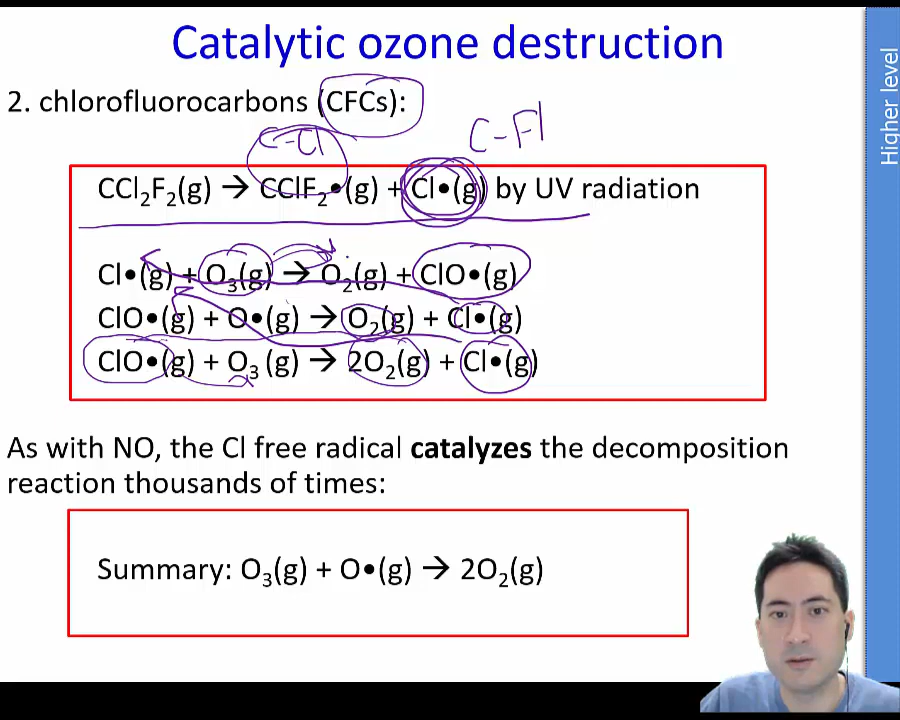 Catalytic ozone destruction
Higher level
2. chlorofluorocarbons (CFCs):
C-Cl
C-Fl
CCl₂F₂(g) → CClF₂•(g) + Cl•(g) by UV radiation
Cl•(g) + O₃(g) → O₂(g) + ClO•(g)
ClO•(g) + O•(g) → O₂(g) + Cl•(g)
ClO•(g) + O₃ (g) → 2O₂(g) + Cl•(g)
As with NO, the Cl free radical catalyzes the decomposition
reaction thousands of times:
Summary: O₃(g) + O•(g) → 2O₂(g)